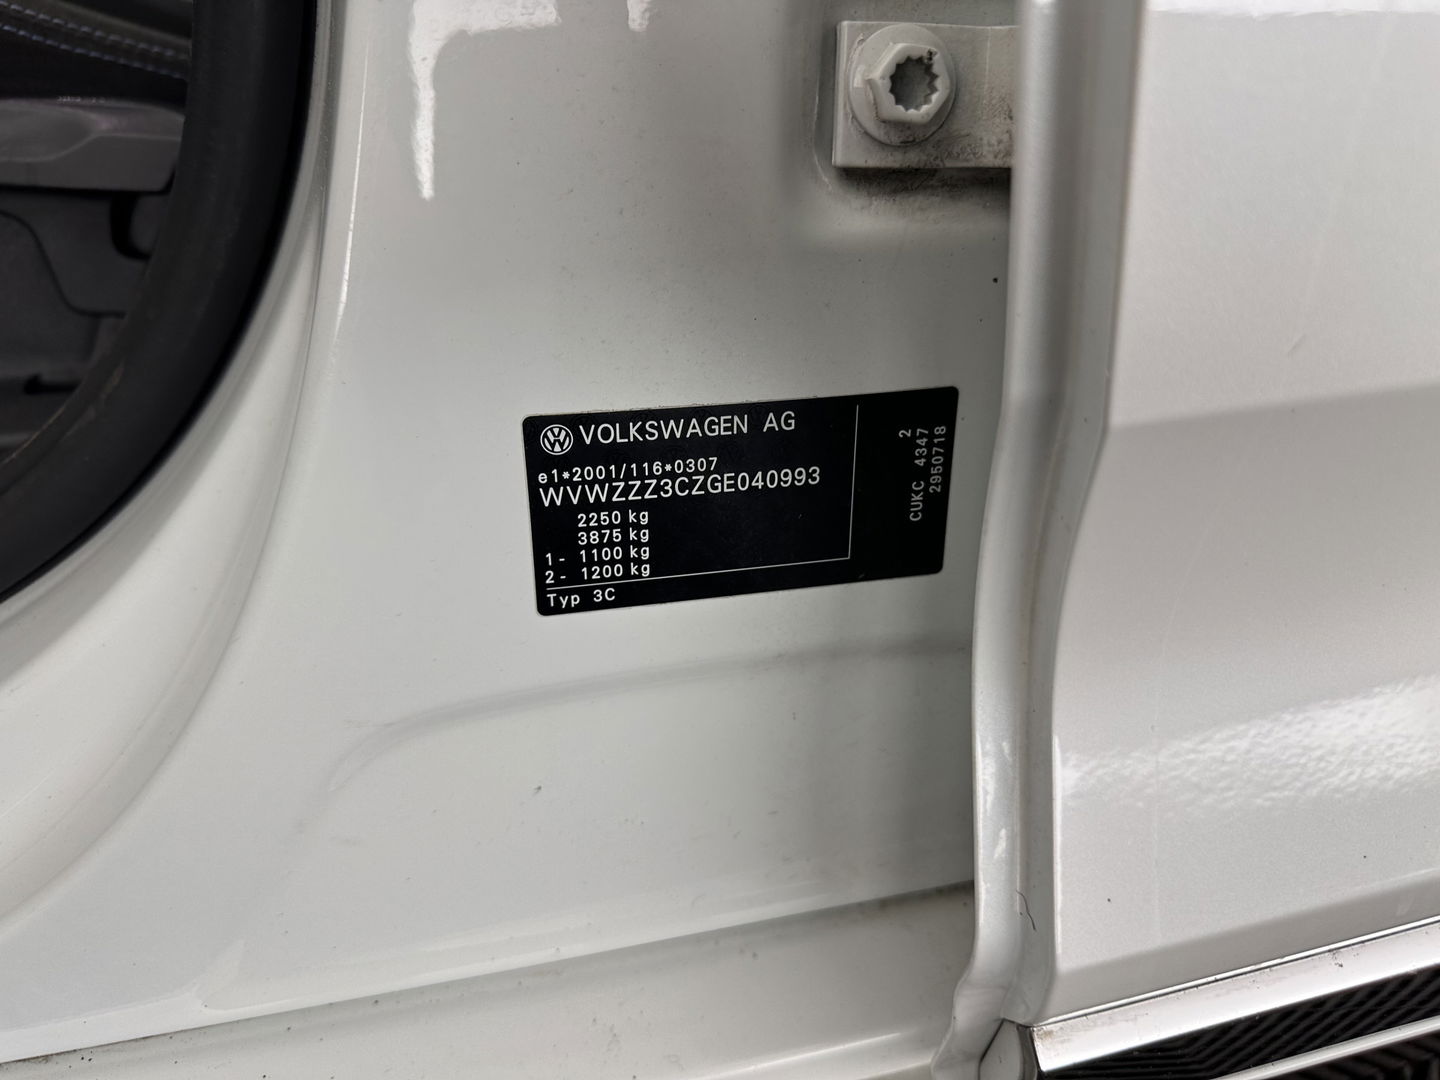 VOLKSWAGEN AG
e1*2001/116*0307
WVWZZZ3CZGE040993
2250 kg
3875 kg
1- 1100 kg
2- 1200 kg
Typ 3C
2
CUKC 4347
2950718